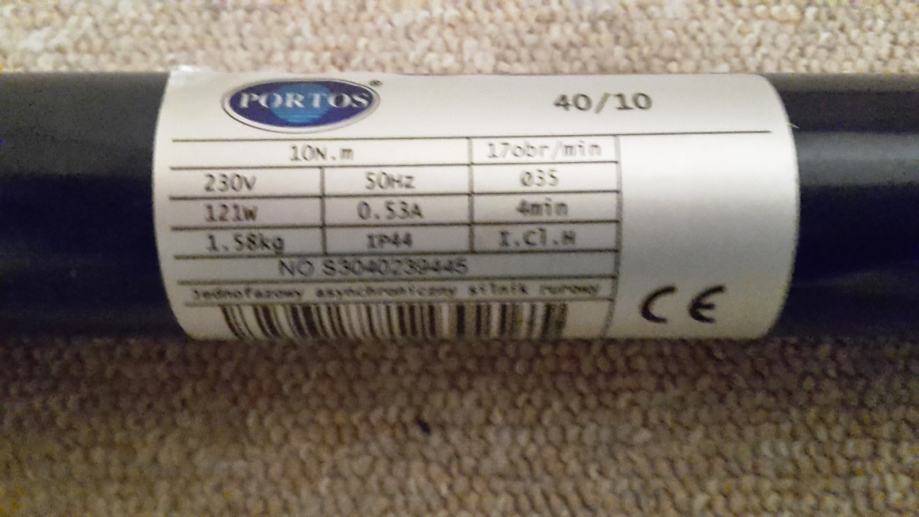 PORTOS® 40/10
10N.m 17obr/min
230V 50Hz Ø35
121W 0.53A 4min
1.58kg IP44 I.Cl.H
NO S3040239445
jednofazowy asynchroniczny silnik rurowy
CE